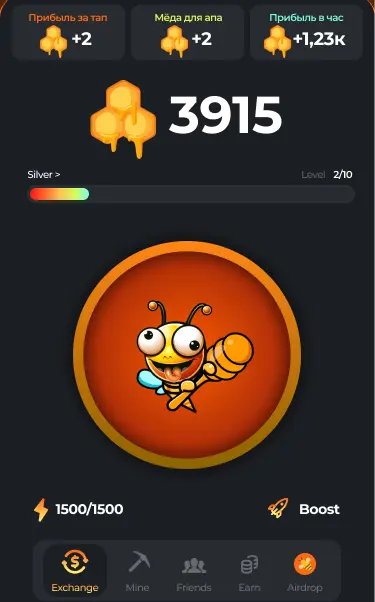 Прибыль за тап
+2
Мёда для апа
+2
Прибыль в час
+1,23к
3915
Silver >
Level 2/10
1500/1500
Boost
Exchange
Mine
Friends
Earn
Airdrop